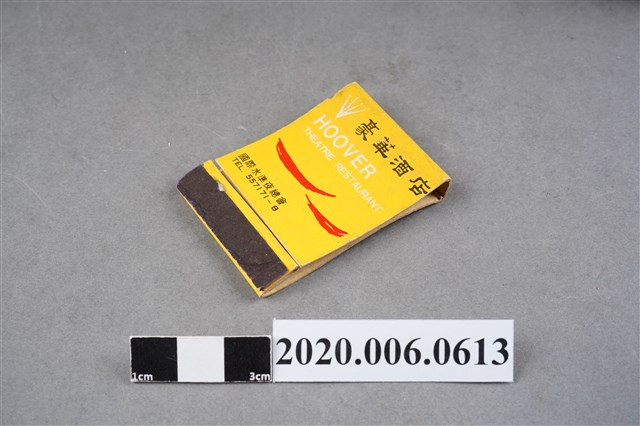 豪華酒店
HOOVER
THEATRE RESTAURANT
國際水準夜總會
TEL. 557171-8
1cm
3cm
2020.006.0613